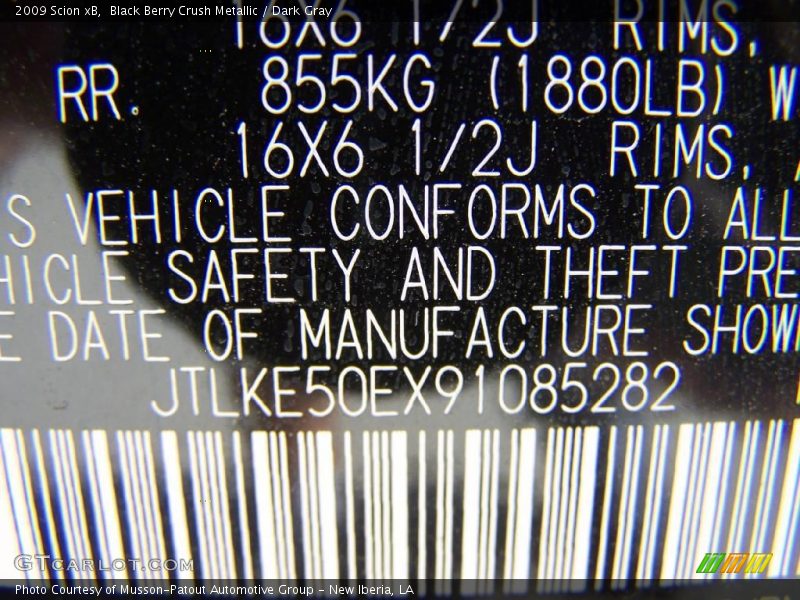 2009 Scion xB, Black Berry Crush Metallic / Dark Gray
16X6 1/2J RIMS,
RR. 855KG (1880LB) W
16X6 1/2J RIMS,
S VEHICLE CONFORMS TO ALL
HICLE SAFETY AND THEFT PRE
E DATE OF MANUFACTURE SHOW
JTLKE50EX91085282
GTCARLOT.COM
Photo Courtesy of Musson-Patout Automotive Group - New Iberia, LA